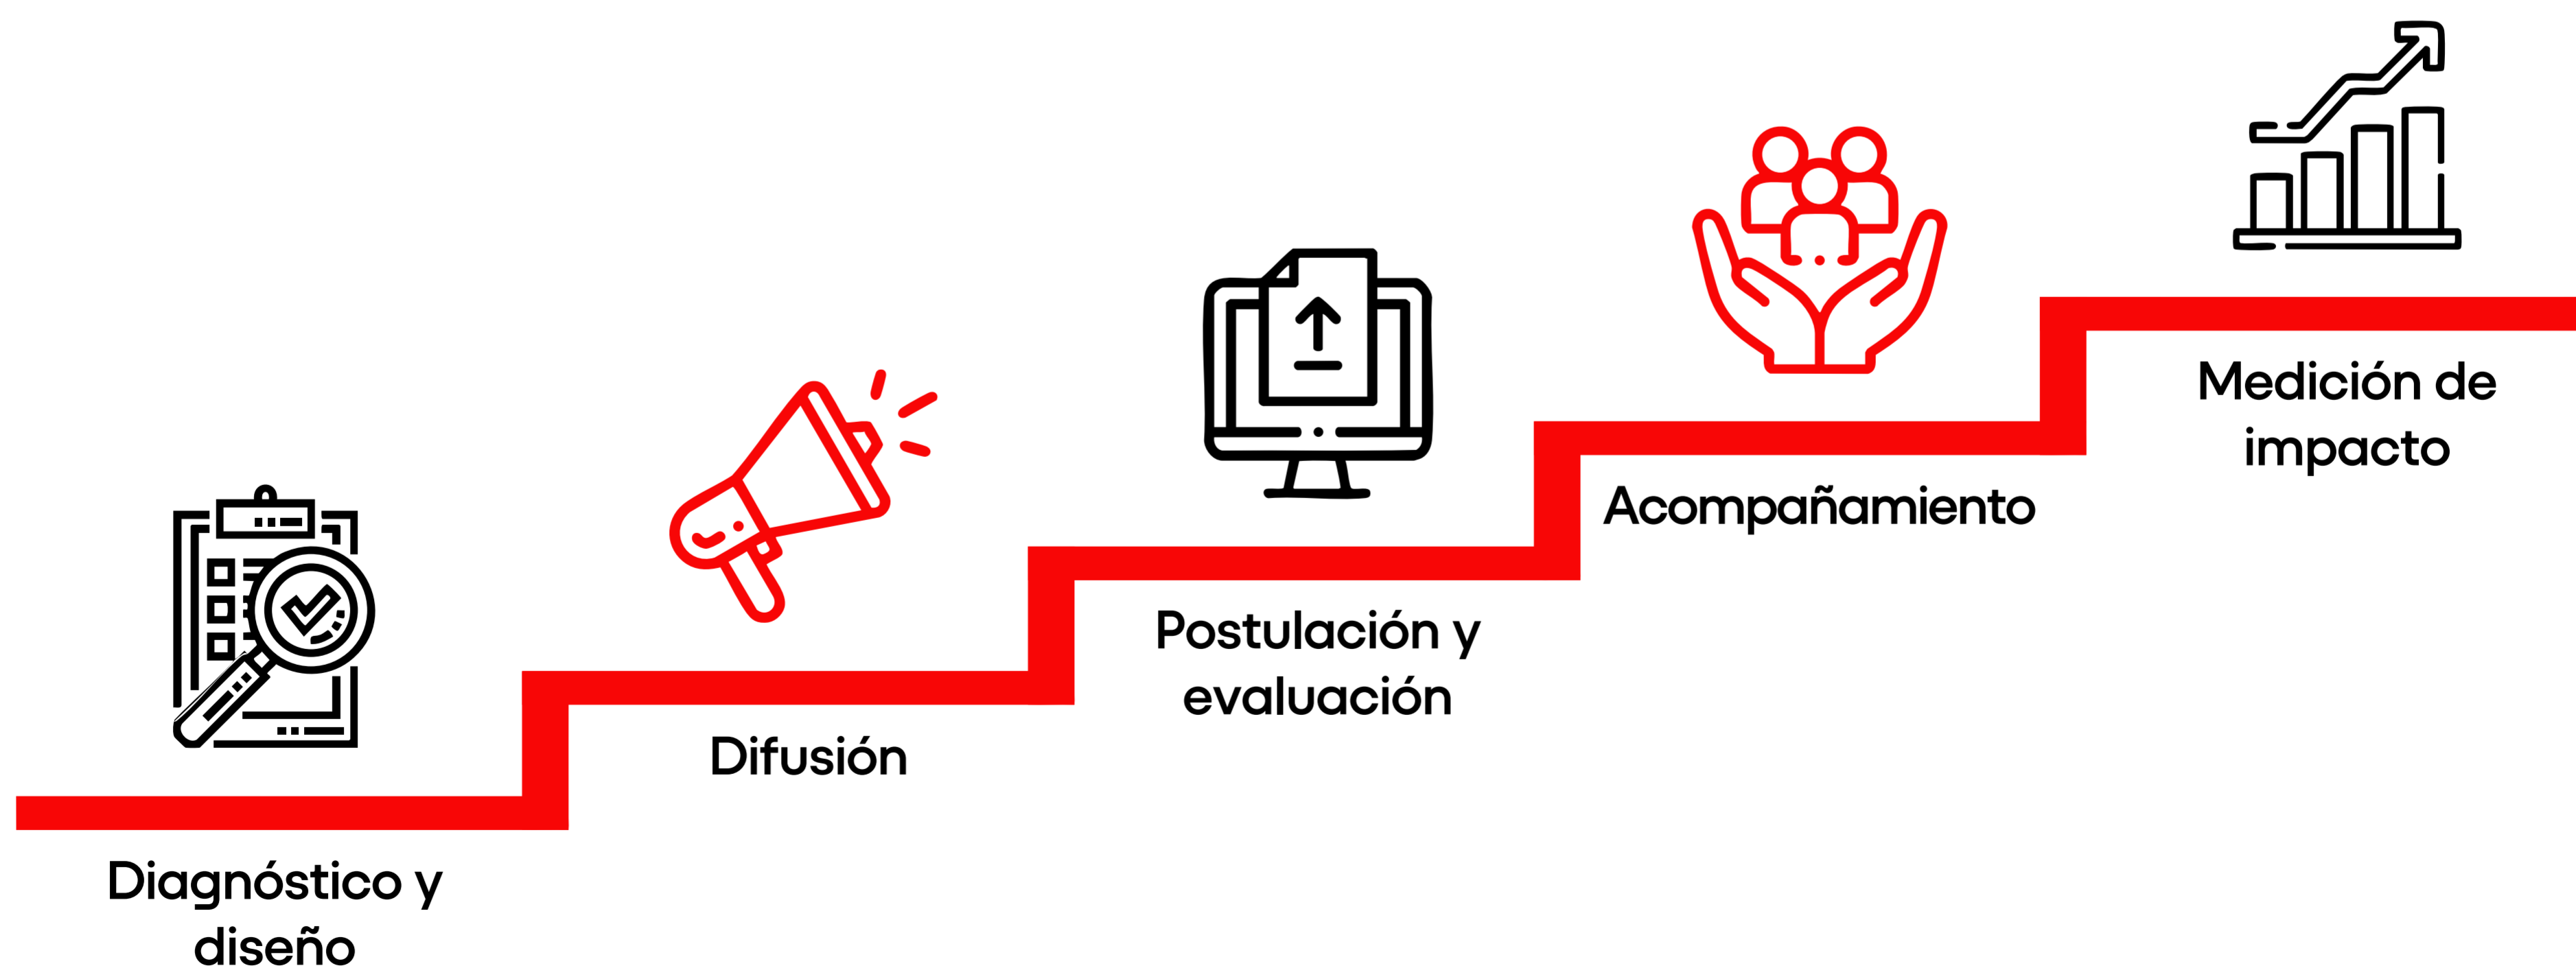 Diagnóstico y
diseño
Difusión
Postulación y
evaluación
Acompañamiento
Medición de
impacto